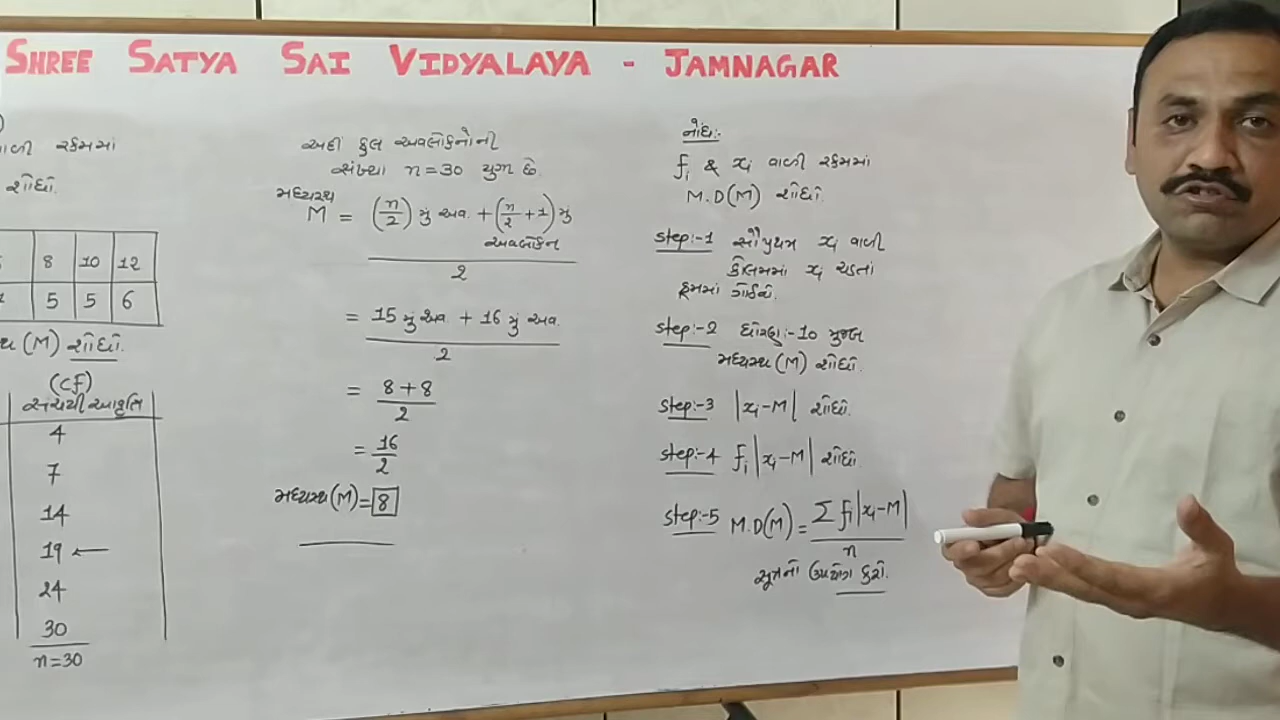 SHREE SATYA SAI VIDYALAYA - JAMNAGAR
વાળી રકમમાં
શોધો.
8 10 12
5 5 6
(M) શોધો.
(cf)
સંચયી આવૃત્તિ
4
7
14
19 ←
24
30
n=30
અહીં કુલ અવલોકનોની
સંખ્યા n=30 યુગ્મ છે.
મધ્યસ્થ
M = (n/2) મું અવ. + (n/2 + 1) મું
અવલોકન
2
= 15 મું અવ. + 16 મું અવ.
2
= 8+8
2
= 16
2
મધ્યસ્થ (M) = 8
નોંધ:-
fi & xi વાળી રકમમાં
M.D(M) શોધો.
step:-1 સૌપ્રથમ xi વાળી
કોલમમાં xi ચડતા
ક્રમમાં ગોઠવો.
step:-2 ધોરણ:-10 મુજબ
મધ્યસ્થ (M) શોધો.
step:-3 |xi-M| શોધો.
step:-4 fi|xi-M| શોધો.
step:-5 M.D(M) = Σ fi|xi-M|
n
સૂત્રનો ઉપયોગ કરો.